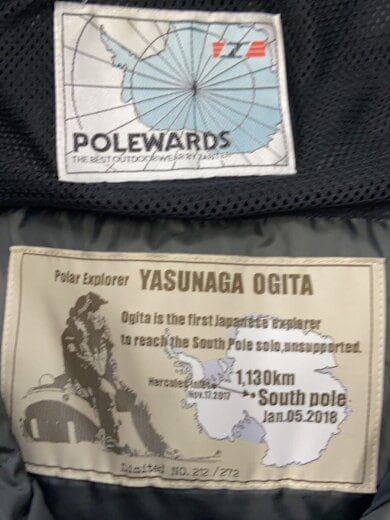 POLEWARDS
THE BEST OUTDOOR WEAR BY ZANTER
Polar Explorer YASUNAGA OGITA
Ogita is the first Japanese explorer
to reach the South Pole solo,unsupported.
1,130km
Hercules Inlet
Nov.17.2017
South pole
Jan.05.2018
Limited NO.212/272